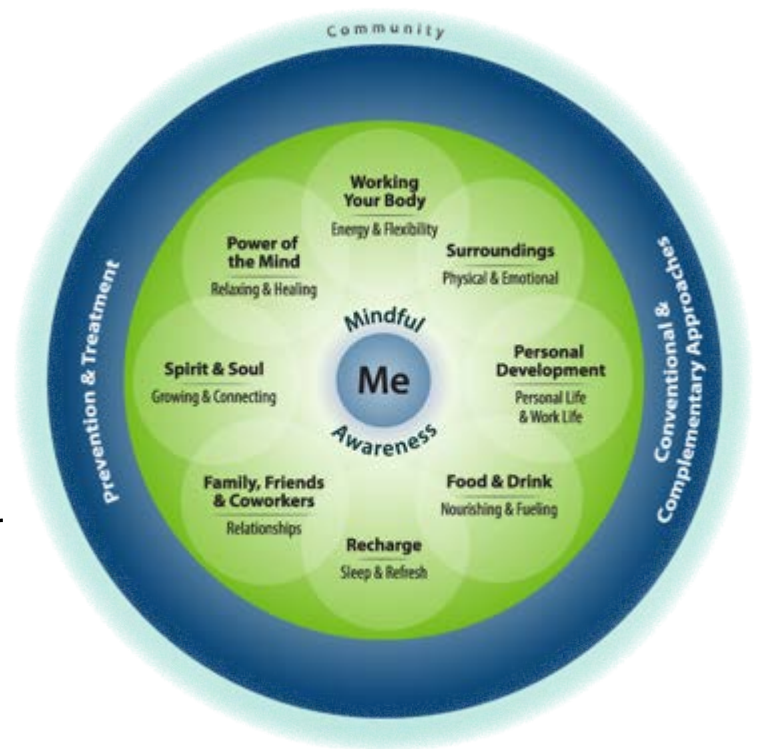 Community
Working
Your Body
Energy & Flexibility
Surroundings
Physical & Emotional
Personal
Development
Personal Life
& Work Life
Food & Drink
Nourishing & Fueling
Recharge
Sleep & Refresh
Family, Friends
& Coworkers
Relationships
Spirit & Soul
Growing & Connecting
Power of
the Mind
Relaxing & Healing
Mindful
Me
Awareness
Prevention & Treatment
Conventional &
Complementary Approaches